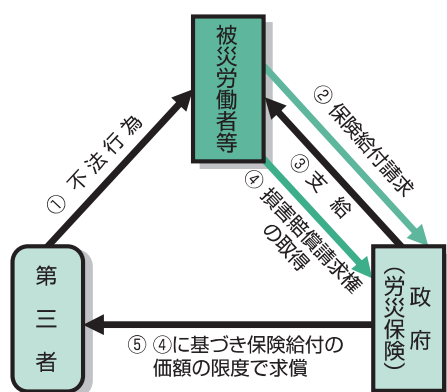 被災労働者等
① 不法行為
② 保険給付請求
③ 支給
④ 損害賠償請求権
の取得
第三者
政府
(労災保険)
⑤ ④に基づき保険給付の
価額の限度で求償